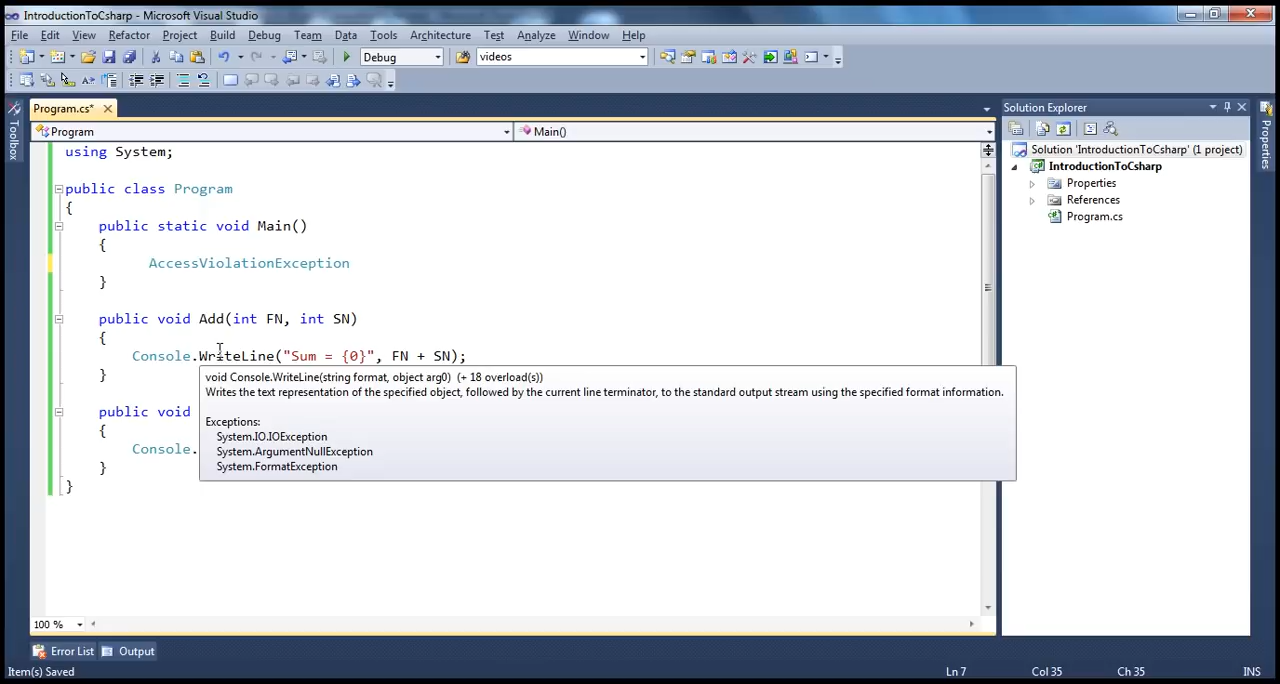 IntroductionToCsharp - Microsoft Visual Studio
File Edit View Refactor Project Build Debug Team Data Tools Architecture Test Analyze Window Help
Debug videos
Program.cs* Solution Explorer
Toolbox
Properties
Program Main()
using System;
public class Program
{
public static void Main()
{
AccessViolationException
}
public void Add(int FN, int SN)
{
Console.WriteLine("Sum = {0}", FN + SN);
}
void Console.WriteLine(string format, object arg0) (+ 18 overload(s))
Writes the text representation of the specified object, followed by the current line terminator, to the standard output stream using the specified format information.
Exceptions:
System.IO.IOException
System.ArgumentNullException
System.FormatException
public void
{
Console.
}
}
Solution 'IntroductionToCsharp' (1 project)
IntroductionToCsharp
Properties
References
Program.cs
100 %
Error List Output
Item(s) Saved Ln 7 Col 35 Ch 35 INS